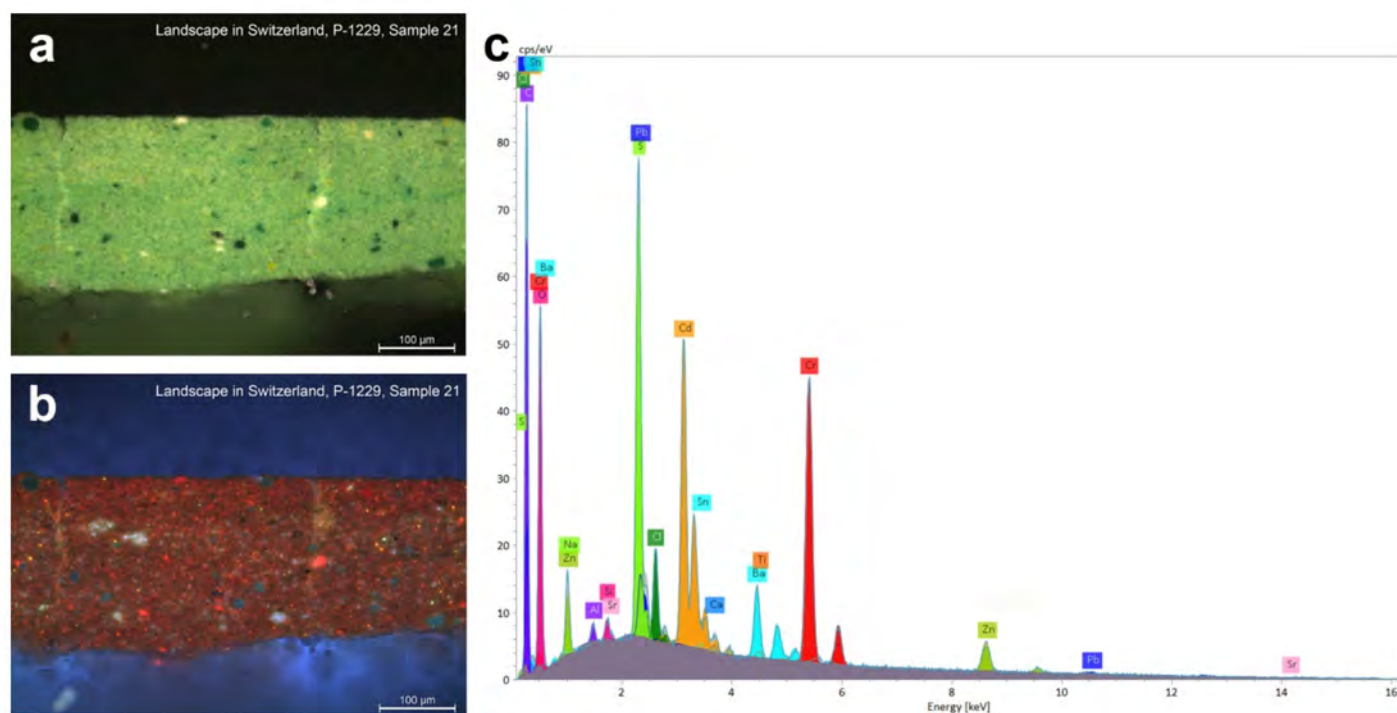 a
Landscape in Switzerland, P-1229, Sample 21
100 µm
b
Landscape in Switzerland, P-1229, Sample 21
100 µm
c
cps/eV
90
80
70
60
50
40
30
20
10
0
2
4
6
8
10
12
14
16
Energy [keV]
Sn
C
Pb
S
Ba
Cr
O
S
Cd
Cr
Sn
Na
Zn
Cl
Al
Si
Sr
Ca
Ti
Ba
Zn
Pb
Sr